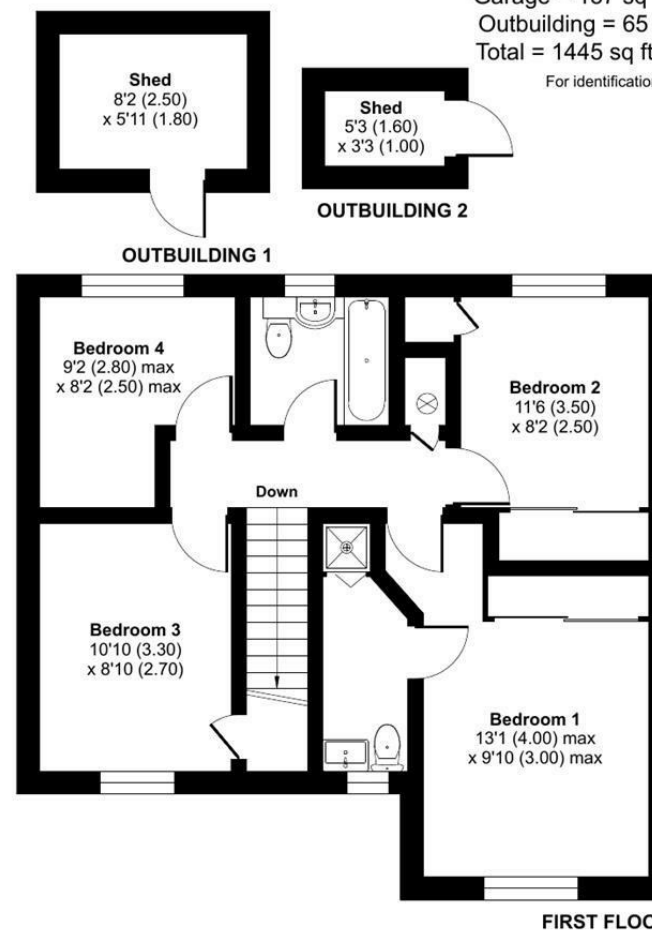 Outbuilding = 65
Total = 1445 sq ft
For identification
Shed
8'2 (2.50)
x 5'11 (1.80)
Shed
5'3 (1.60)
x 3'3 (1.00)
OUTBUILDING 2
OUTBUILDING 1
Bedroom 4
9'2 (2.80) max
x 8'2 (2.50) max
Bedroom 2
11'6 (3.50)
x 8'2 (2.50)
Down
Bedroom 3
10'10 (3.30)
x 8'10 (2.70)
Bedroom 1
13'1 (4.00) max
x 9'10 (3.00) max
FIRST FLOO